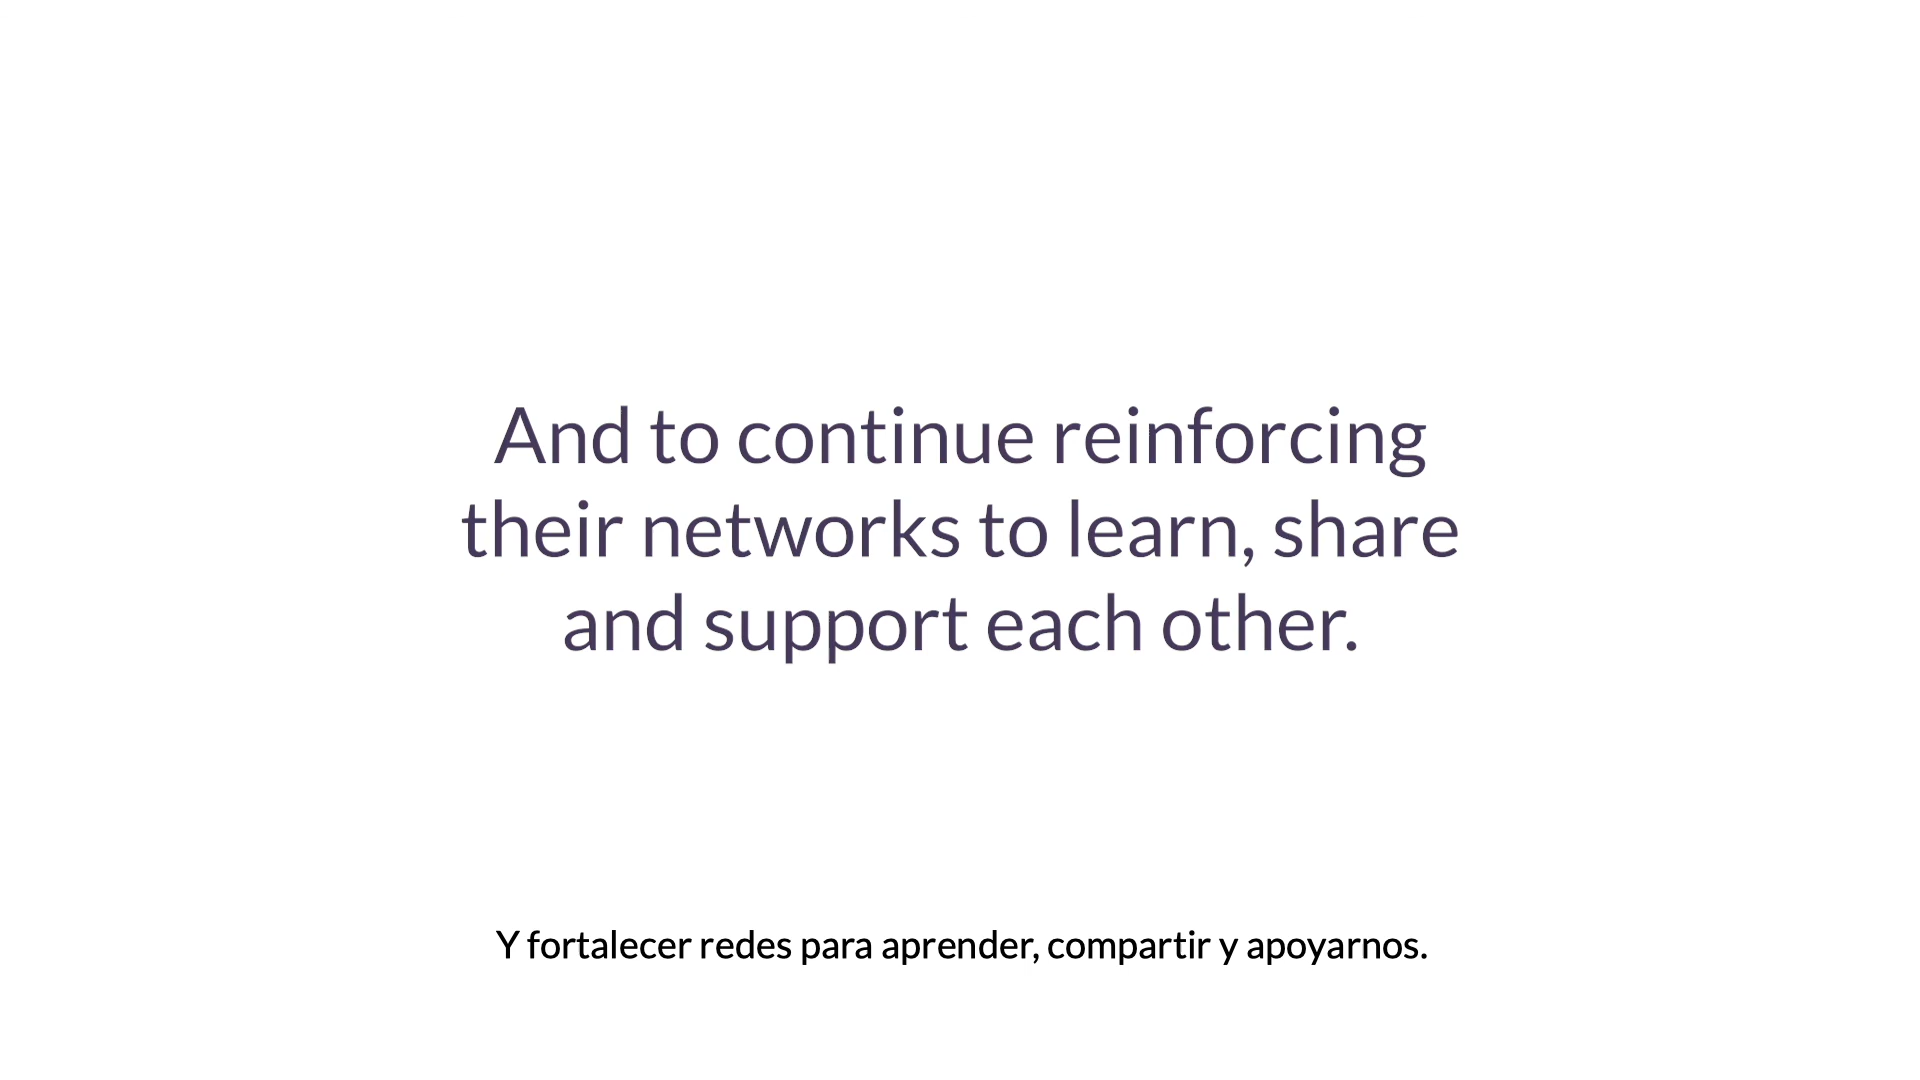 And to continue reinforcing
their networks to learn, share
and support each other.
Y fortalecer redes para aprender, compartir y apoyarnos.